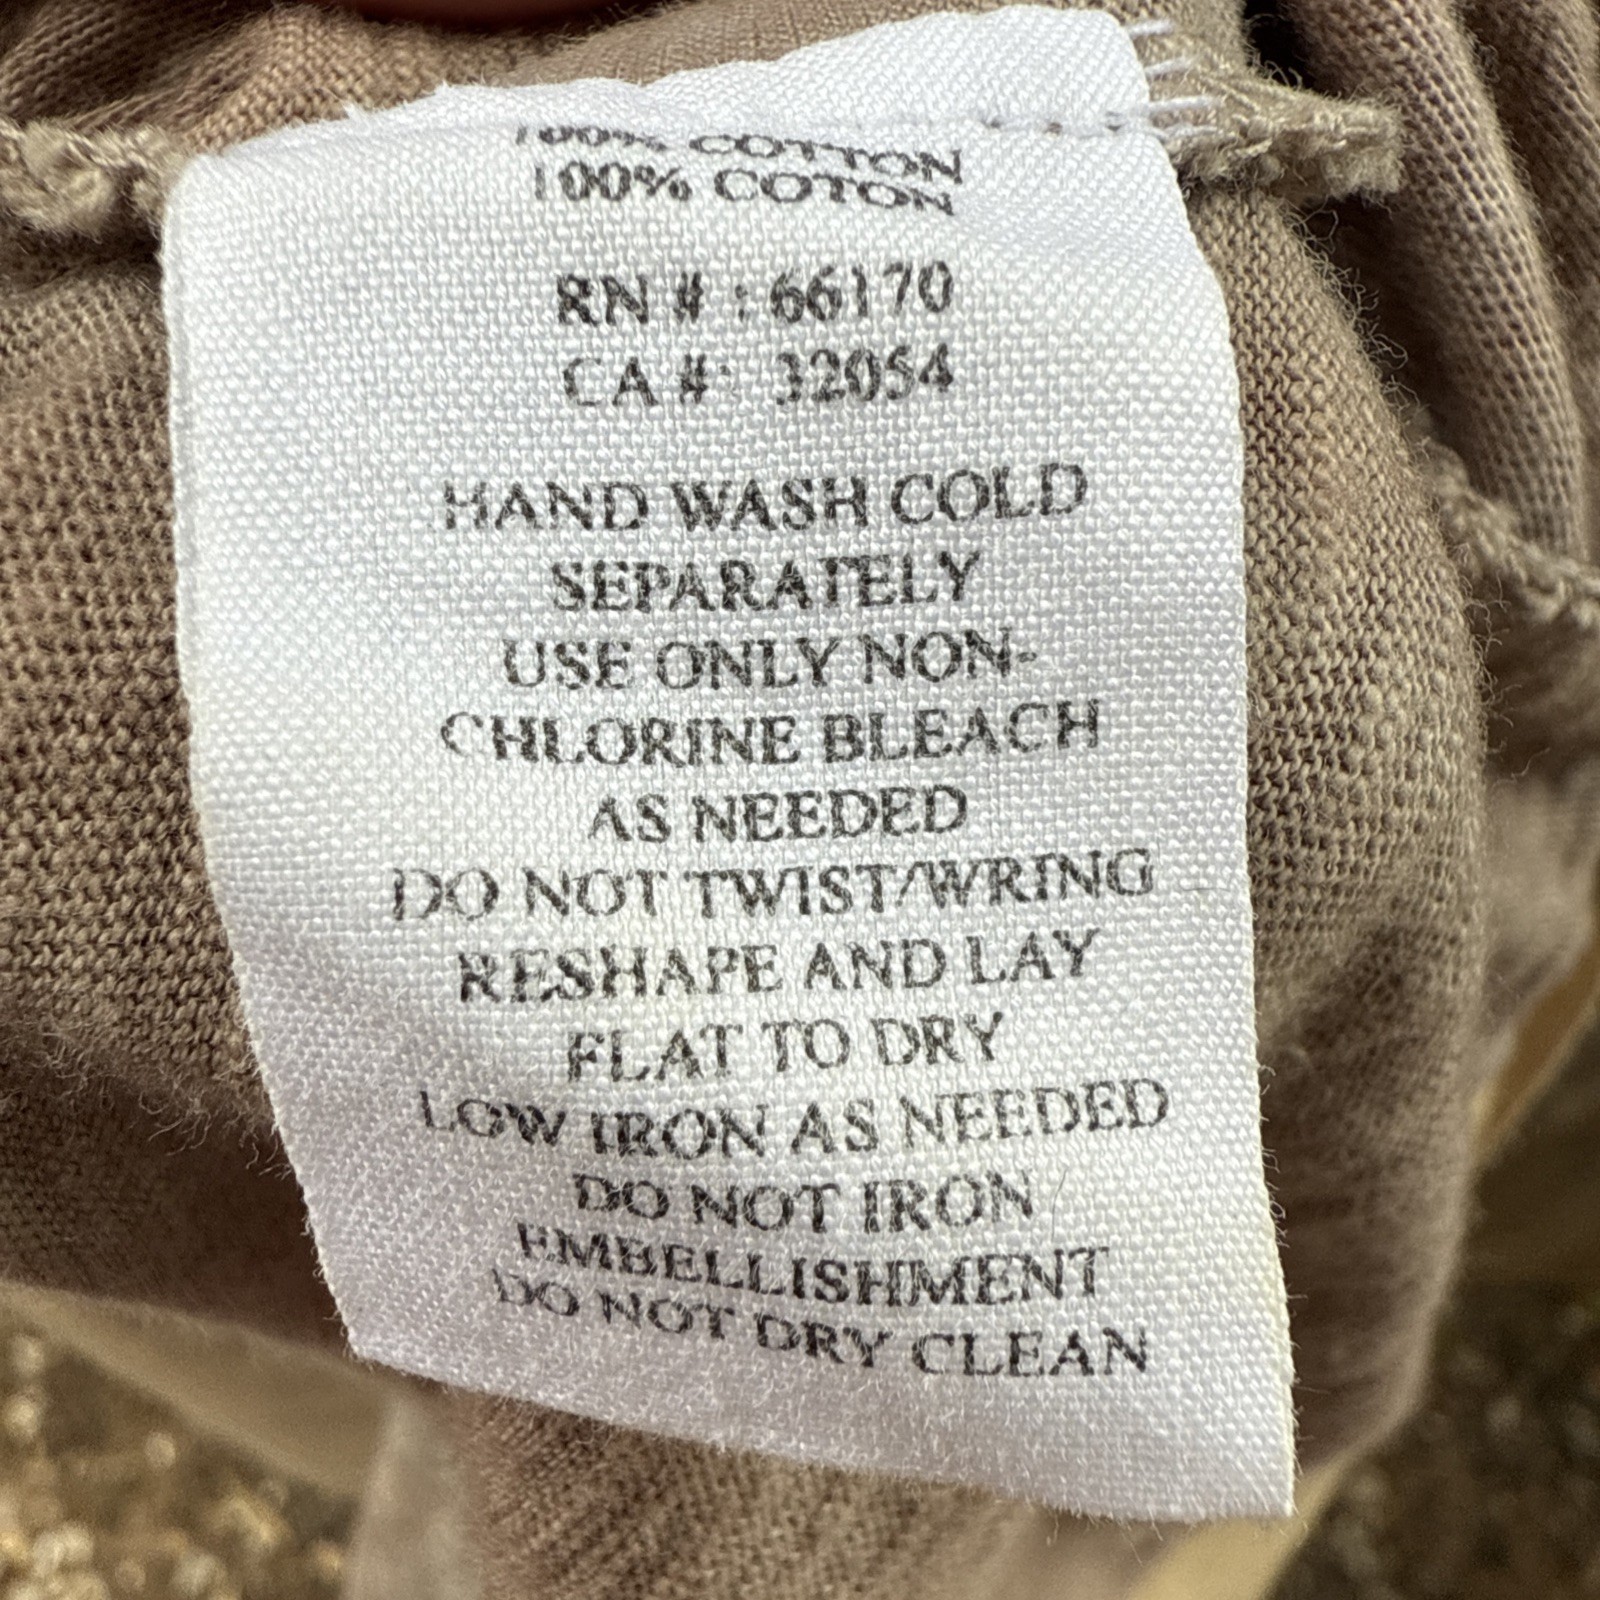 100% COTTON
100% COTON
RN # : 66170
CA #: 32054
HAND WASH COLD
SEPARATELY
USE ONLY NON-
CHLORINE BLEACH
AS NEEDED
DO NOT TWIST/WRING
RESHAPE AND LAY
FLAT TO DRY
LOW IRON AS NEEDED
DO NOT IRON
EMBELLISHMENT
DO NOT DRY CLEAN